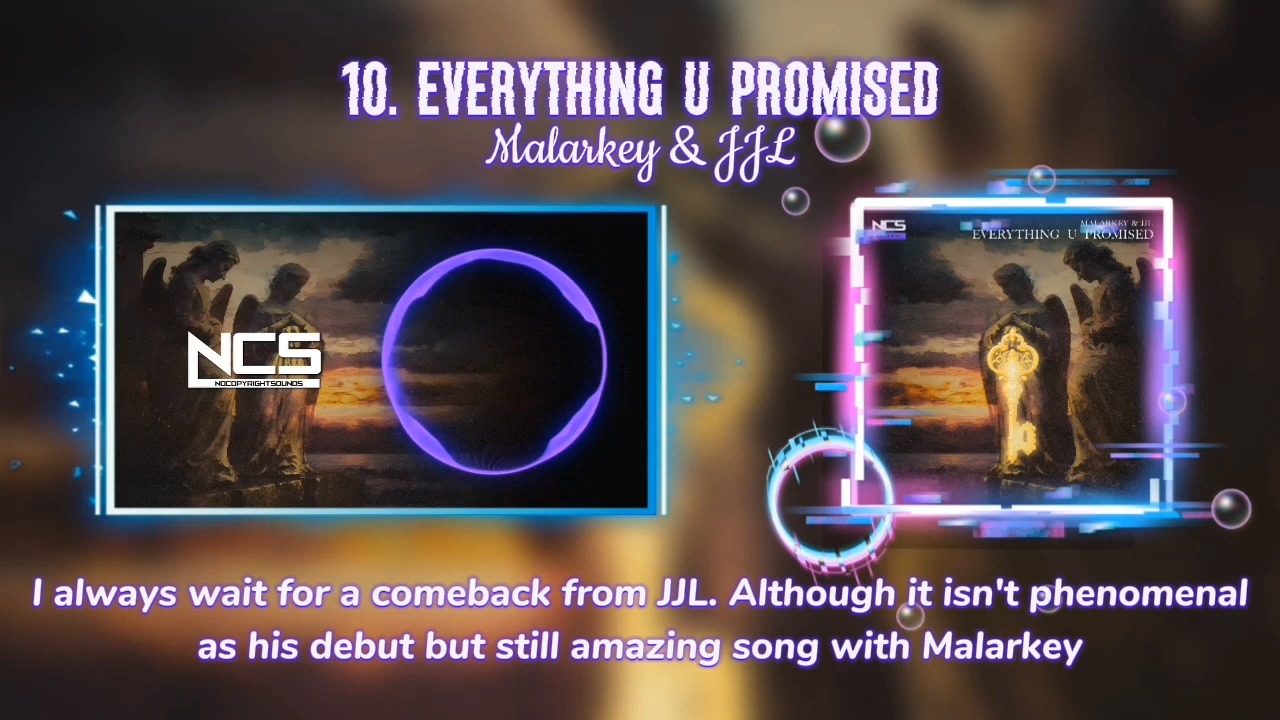 10. EVERYTHING U PROMISED
Malarkey & JJL
NCS
NOCOPYRIGHTSOUNDS
NCS
MALARKEY & JJL
EVERYTHING U PROMISED
I always wait for a comeback from JJL. Although it isn't phenomenal
as his debut but still amazing song with Malarkey